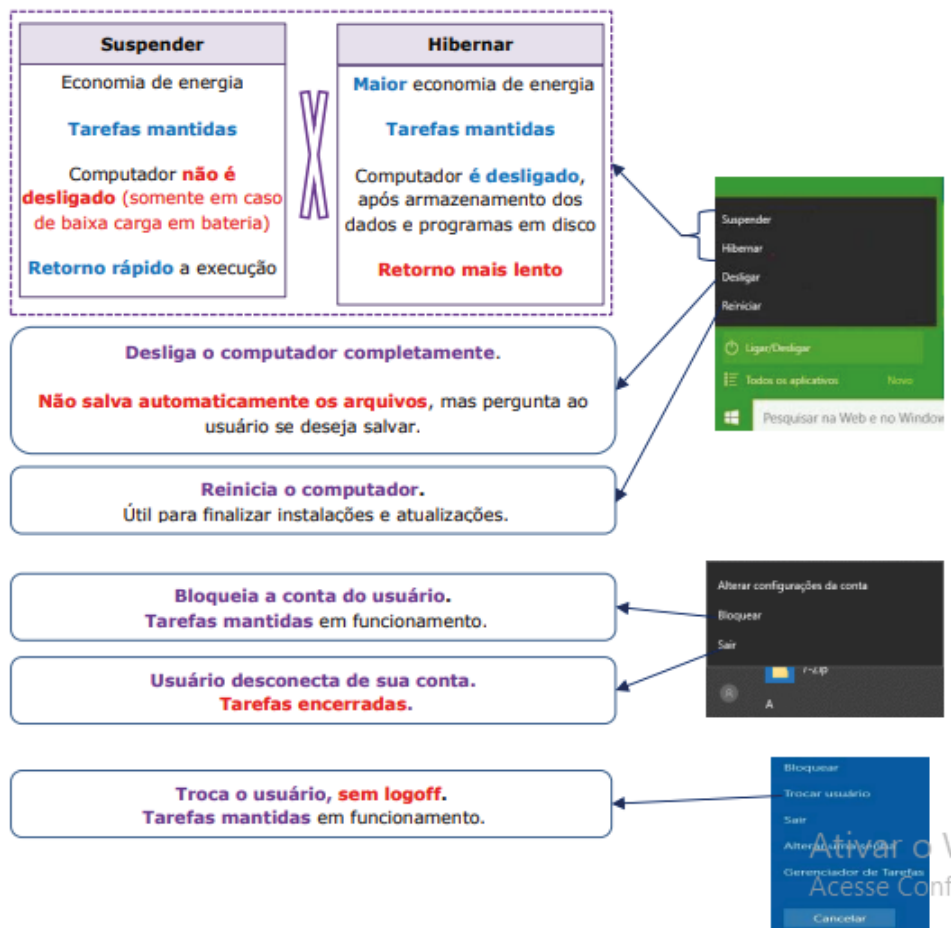 Suspender
Economia de energia
Tarefas mantidas
Computador não é
desligado (somente em caso
de baixa carga em bateria)
Retorno rápido a execução
X
Hibernar
Maior economia de energia
Tarefas mantidas
Computador é desligado,
após armazenamento dos
dados e programas em disco
Retorno mais lento
Suspender
Hibernar
Desligar
Reiniciar
Ligar/Desligar
Todos os aplicativos Novo
Pesquisar na Web e no Window
Desliga o computador completamente.
Não salva automaticamente os arquivos, mas pergunta ao
usuário se deseja salvar.
Reinicia o computador.
Útil para finalizar instalações e atualizações.
Bloqueia a conta do usuário.
Tarefas mantidas em funcionamento.
Usuário desconecta de sua conta.
Tarefas encerradas.
Alterar configurações da conta
Bloquear
Sair
7-Zip
A
Troca o usuário, sem logoff.
Tarefas mantidas em funcionamento.
Bloquear
Trocar usuário
Sair
Alterar uma senha
Gerenciador de Tarefas
Cancelar
Ativar o
Acesse Conf